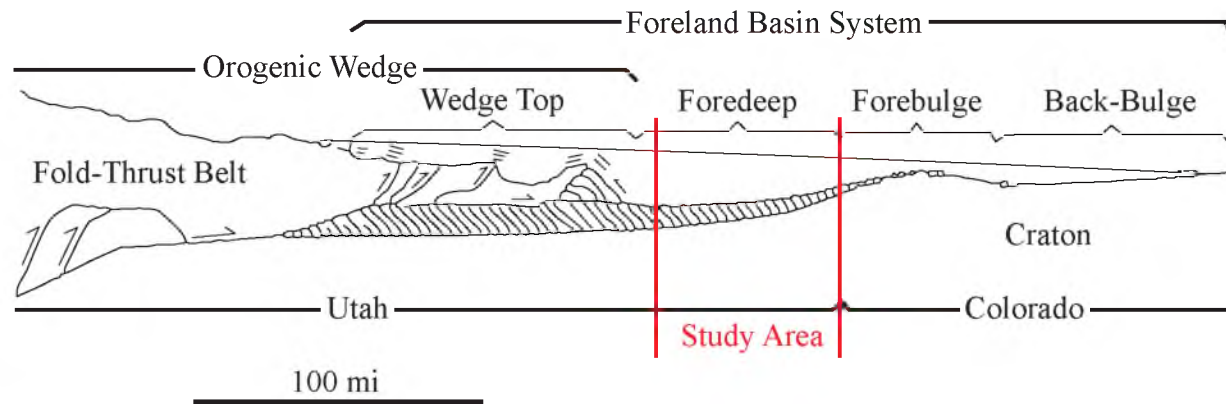 Foreland Basin System
Orogenic Wedge
Wedge Top Foredeep Forebulge Back-Bulge
Fold-Thrust Belt
Craton
Utah Colorado
Study Area
100 mi